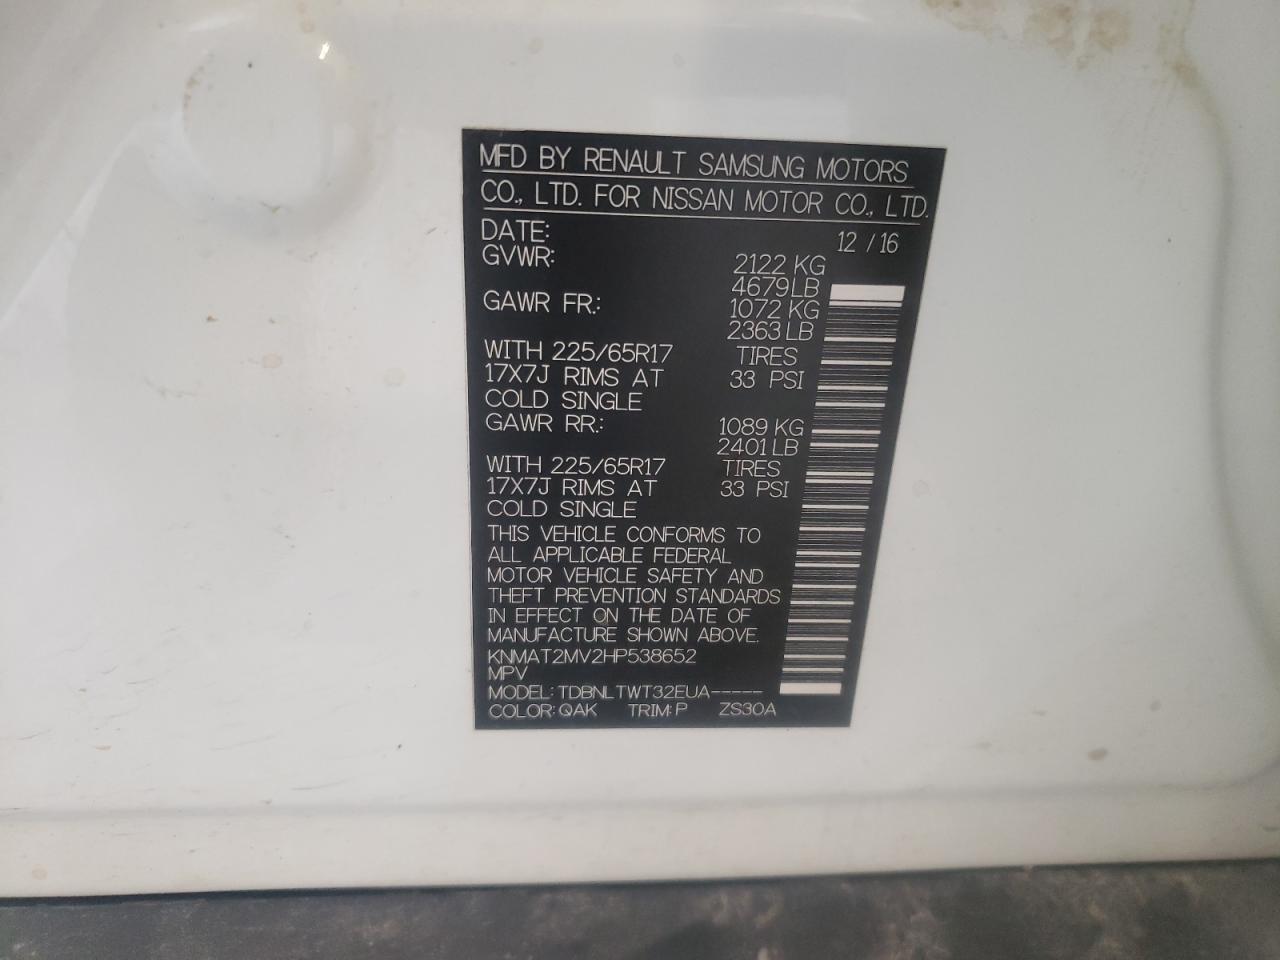 MFD BY RENAULT SAMSUNG MOTORS
CO., LTD. FOR NISSAN MOTOR CO., LTD.
DATE: 12 / 16
GVWR: 2122 KG
4679 LB
GAWR FR.: 1072 KG
2363 LB
WITH 225/65R17 TIRES
17X7J RIMS AT 33 PSI
COLD SINGLE
GAWR RR.: 1089 KG
2401 LB
WITH 225/65R17 TIRES
17X7J RIMS AT 33 PSI
COLD SINGLE
THIS VEHICLE CONFORMS TO
ALL APPLICABLE FEDERAL
MOTOR VEHICLE SAFETY AND
THEFT PREVENTION STANDARDS
IN EFFECT ON THE DATE OF
MANUFACTURE SHOWN ABOVE.
KNMAT2MV2HP538652
MPV
MODEL: TDBNLTWT32EUA-----
COLOR: QAK TRIM: P ZS30A